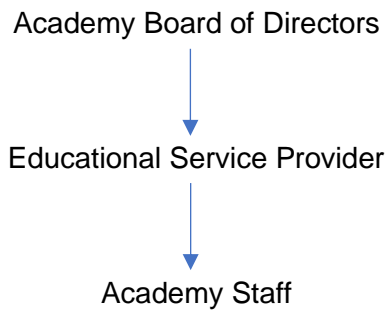 Academy Board of Directors
Educational Service Provider
Academy Staff